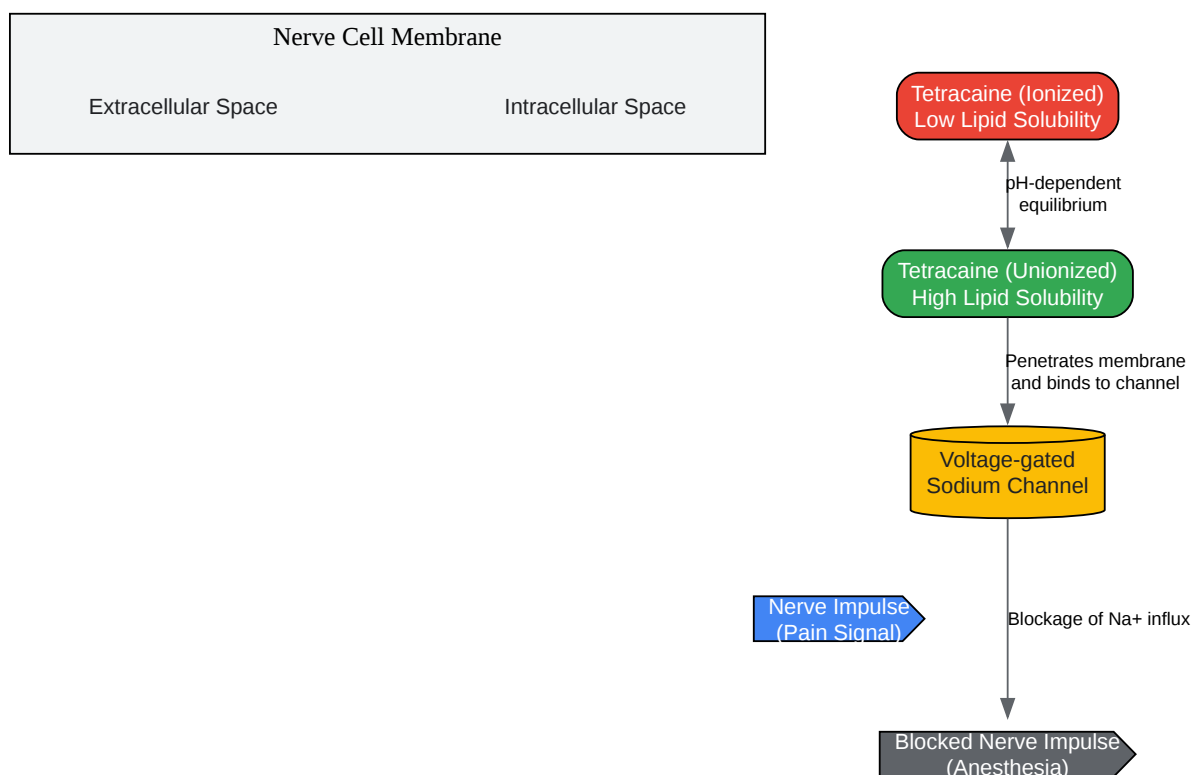 Nerve Cell Membrane
Extracellular Space
Intracellular Space
Tetracaine (Ionized)
Low Lipid Solubility
pH-dependent
equilibrium
Tetracaine (Unionized)
High Lipid Solubility
Penetrates membrane
and binds to channel
Voltage-gated
Sodium Channel
Nerve Impulse
(Pain Signal)
Blockage of Na+ influx
Blocked Nerve Impulse
(Anesthesia)